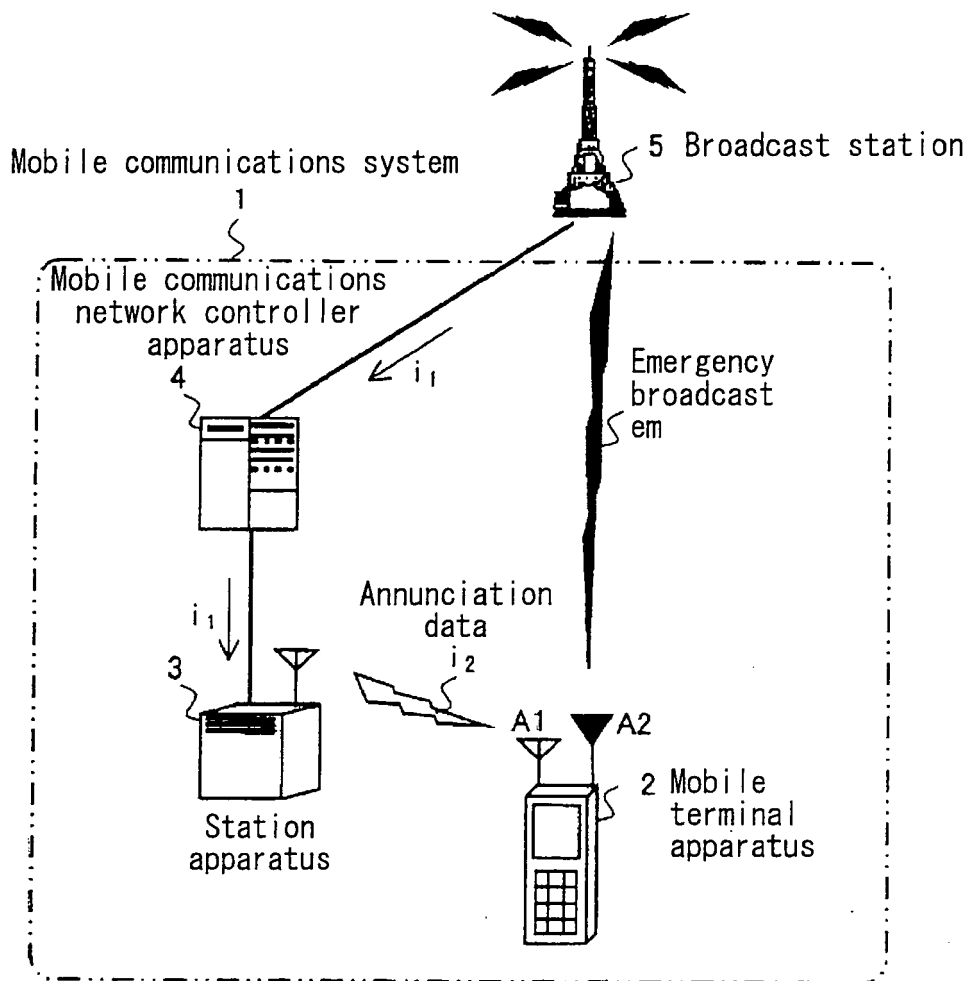 5 Broadcast station
Mobile communications system
1
Mobile communications
network controller
apparatus
4
i1
Emergency
broadcast
em
i1
Annunciation
data
i2
3
A1
A2
2 Mobile
terminal
apparatus
Station
apparatus